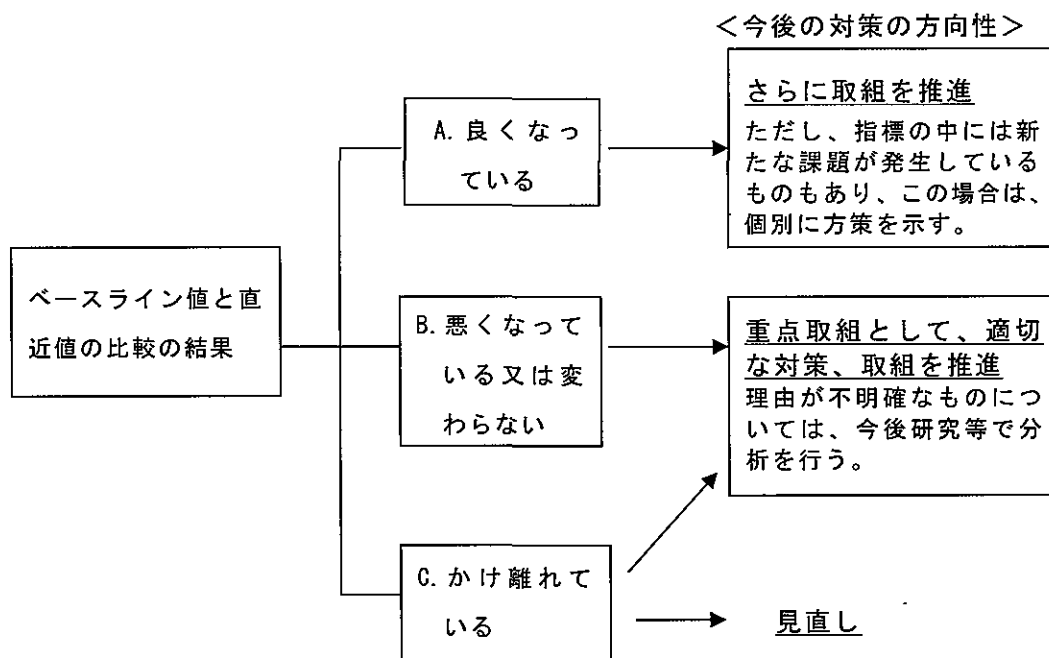 ＜今後の対策の方向性＞
さらに取組を推進
ただし、指標の中には新
たな課題が発生している
ものもあり、この場合は、
個別に方策を示す。
A. 良くなっ
ている
ベースライン値と直
近値の比較の結果
B. 悪くなって
いる又は変
わらない
重点取組として、適切
な対策、取組を推進
理由が不明確なものにつ
いては、今後研究等で分
析を行う。
C. かけ離れて
いる
見直し